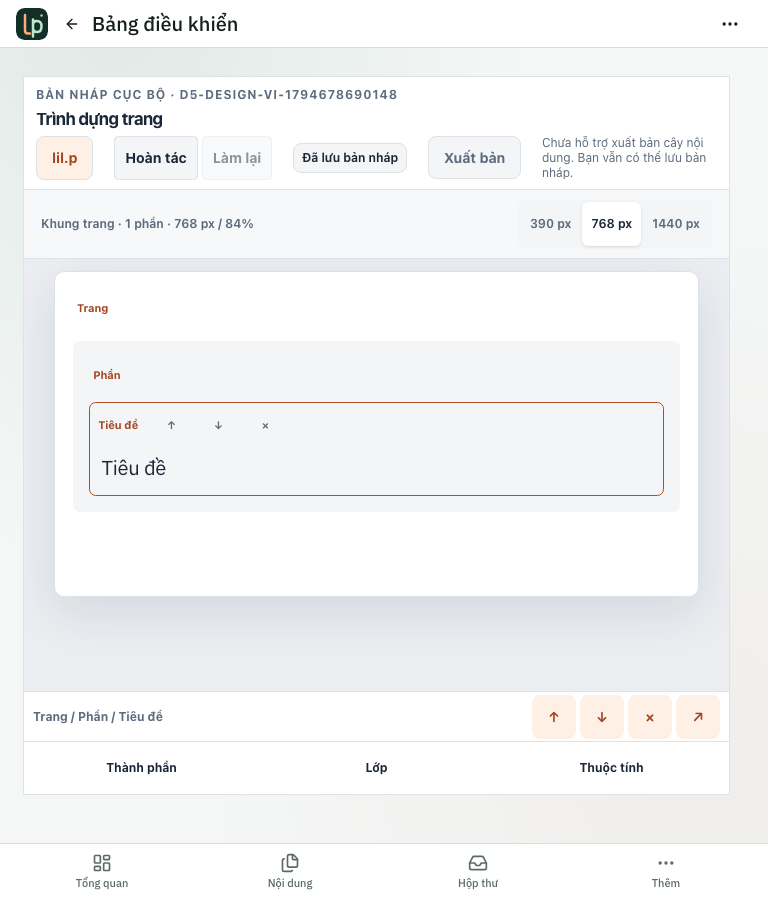 lp
Bảng điều khiển
BẢN NHÁP CỤC BỘ · D5-DESIGN-VI-1794678690148
Trình dựng trang
lil.p
Hoàn tác
Làm lại
Đã lưu bản nháp
Xuất bản
Chưa hỗ trợ xuất bản cây nội
dung. Bạn vẫn có thể lưu bản
nháp.
Khung trang · 1 phần · 768 px / 84%
390 px
768 px
1440 px
Trang
Phần
Tiêu đề ↑ ↓ ×
Tiêu đề
Trang / Phần / Tiêu đề
↑ ↓ × ↗
Thành phần
Lớp
Thuộc tính
Tổng quan
Nội dung
Hộp thư
Thêm